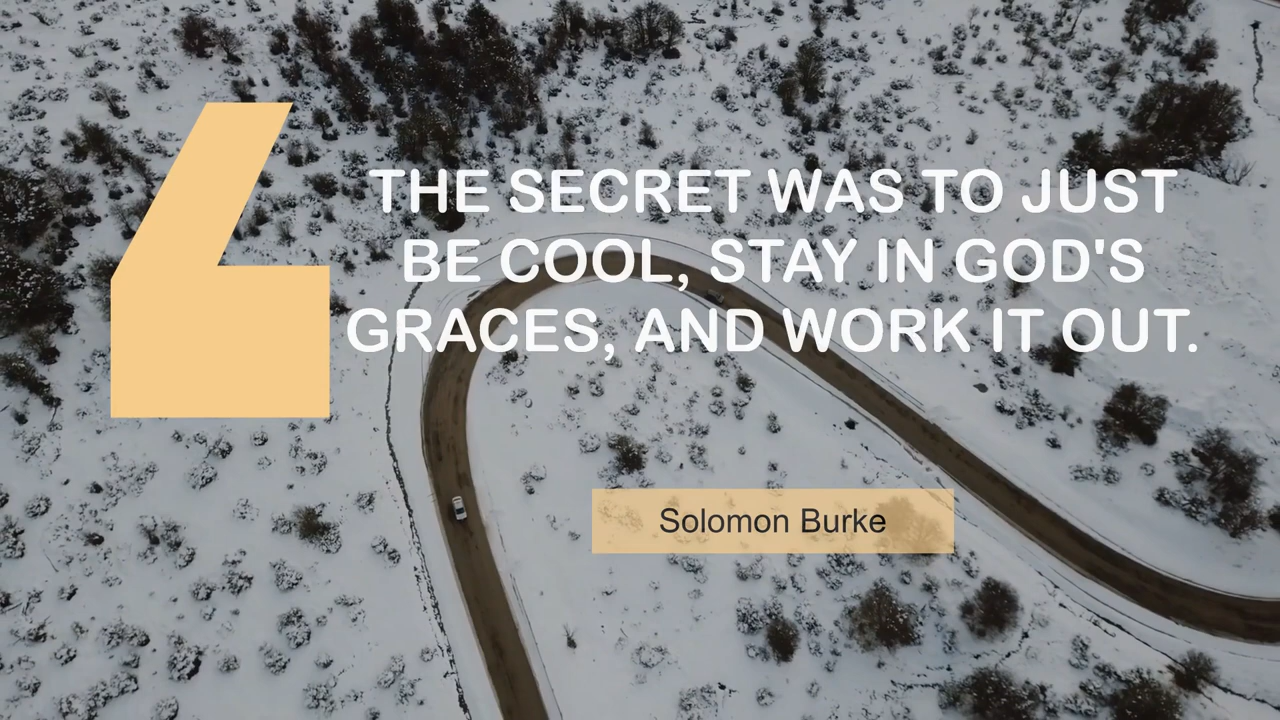 THE SECRET WAS TO JUST
BE COOL, STAY IN GOD'S
GRACES, AND WORK IT OUT.
Solomon Burke